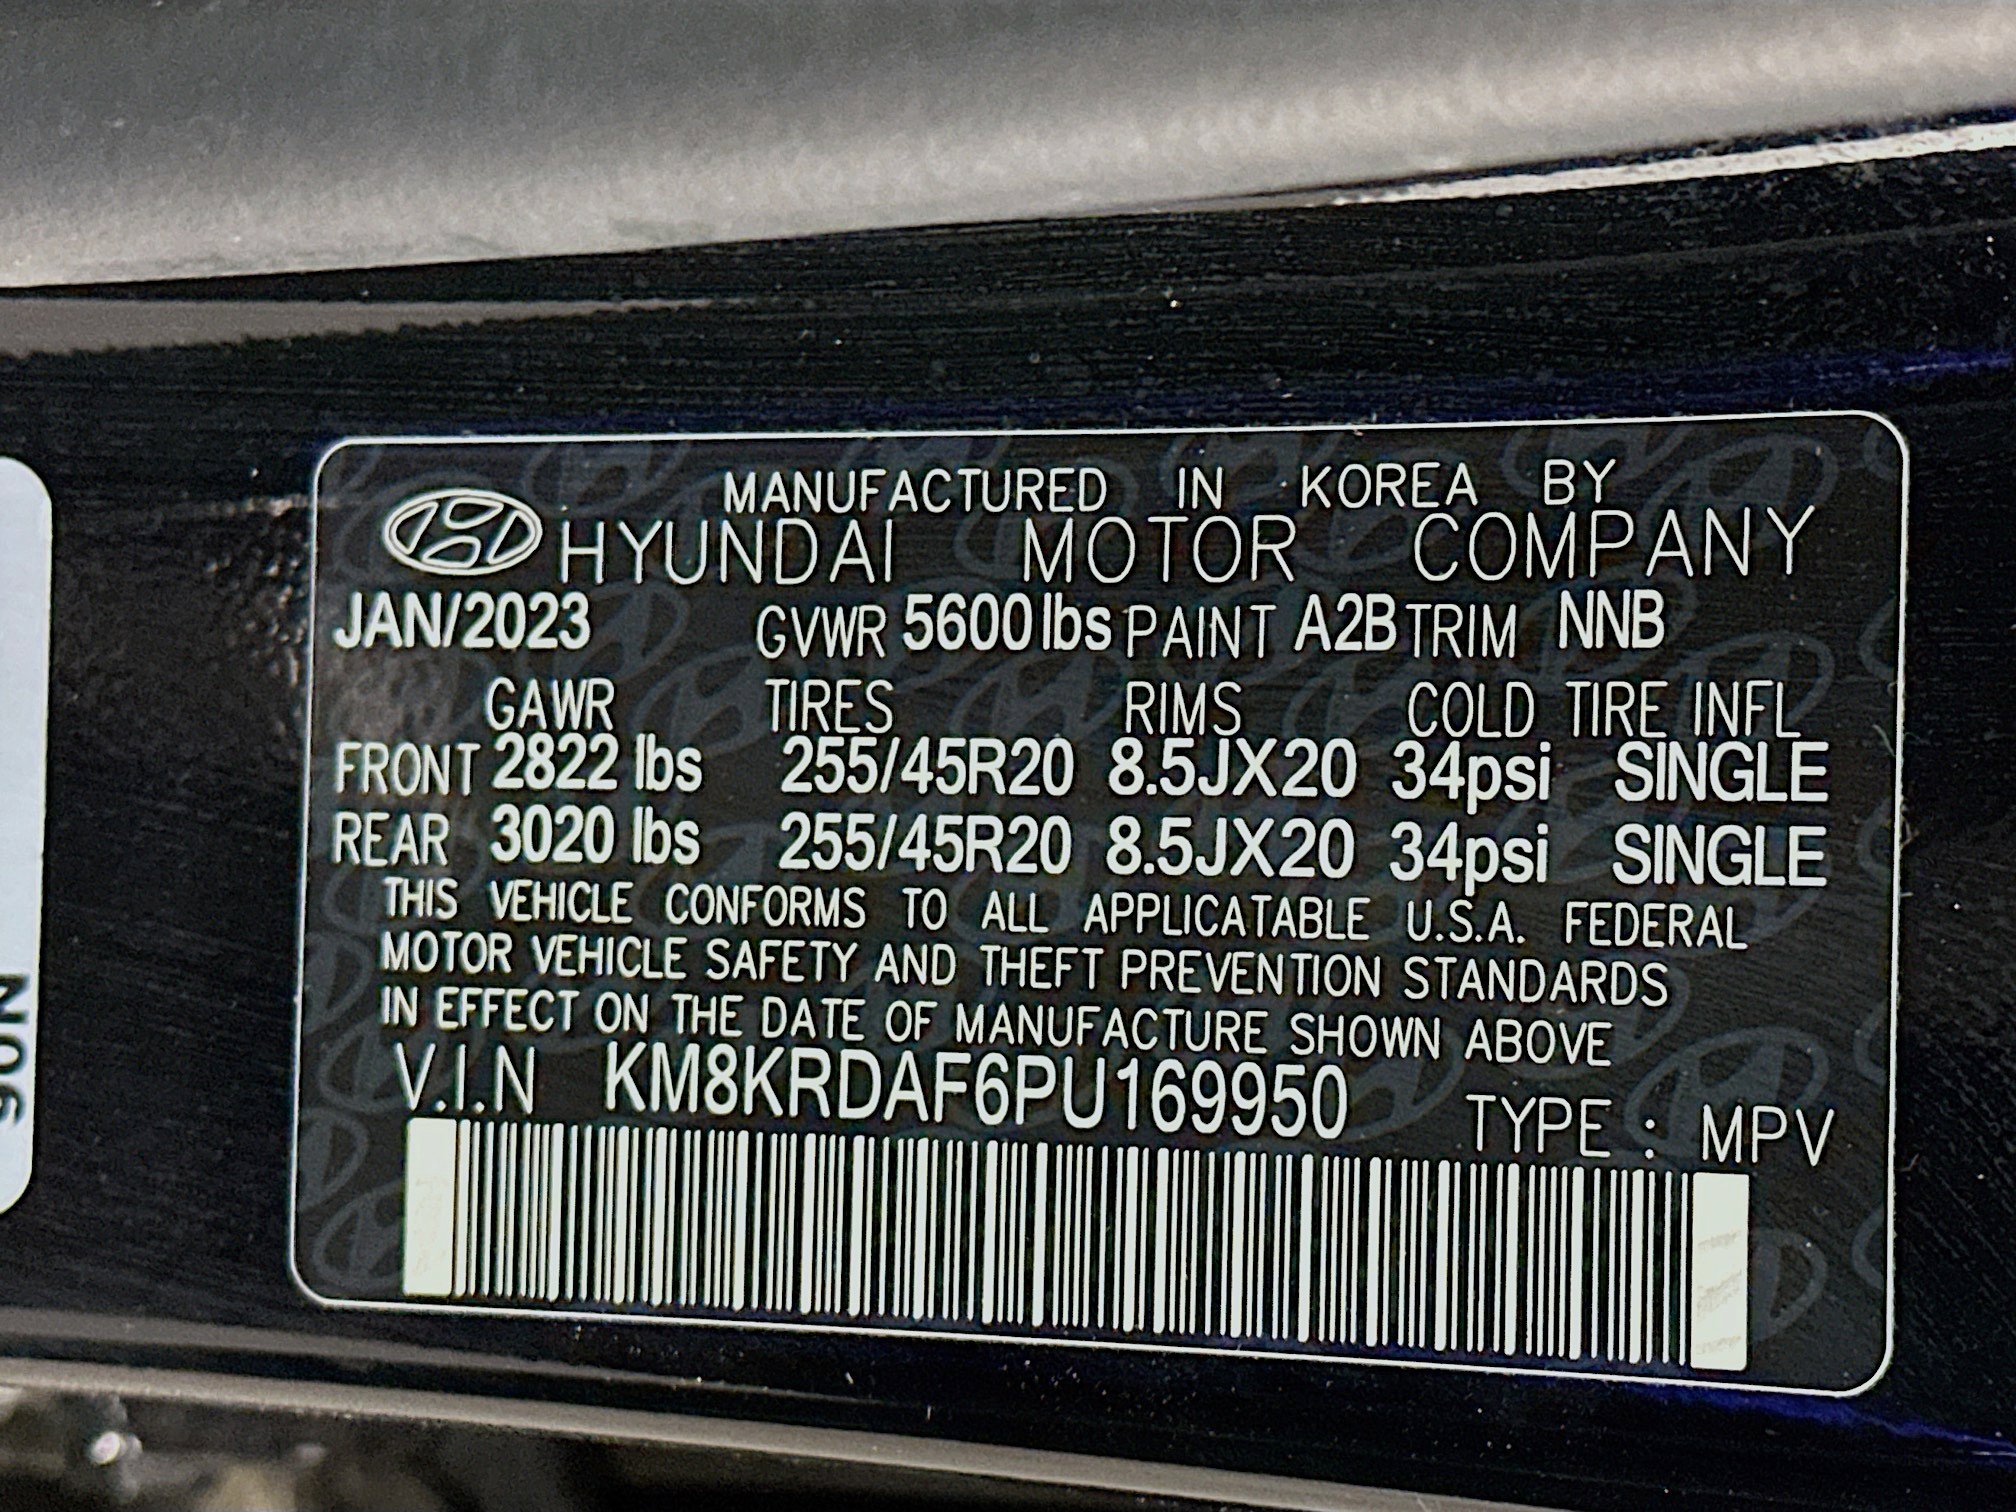 MANUFACTURED IN KOREA BY
HYUNDAI MOTOR COMPANY
JAN/2023 GVWR 5600lbs PAINT A2B TRIM NNB
GAWR TIRES RIMS COLD TIRE INFL
FRONT 2822 lbs 255/45R20 8.5JX20 34psi SINGLE
REAR 3020 lbs 255/45R20 8.5JX20 34psi SINGLE
THIS VEHICLE CONFORMS TO ALL APPLICATABLE U.S.A. FEDERAL
MOTOR VEHICLE SAFETY AND THEFT PREVENTION STANDARDS
IN EFFECT ON THE DATE OF MANUFACTURE SHOWN ABOVE
V.I.N KM8KRDAF6PU169950 TYPE : MPV